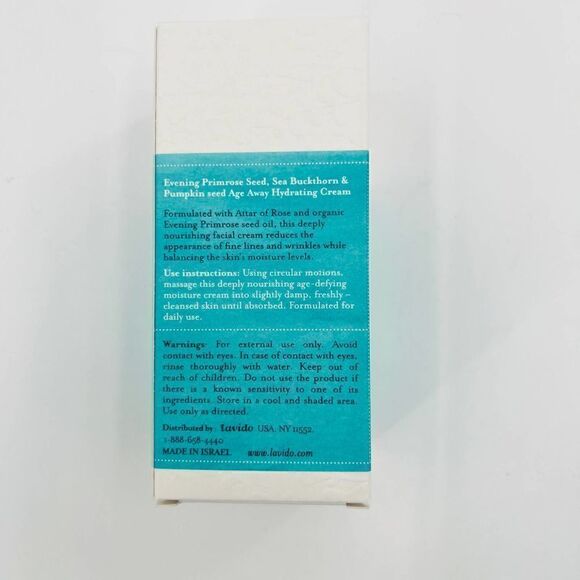 Evening Primrose Seed, Sea Buckthorn &
Pumpkin seed Age Away Hydrating Cream
Formulated with Attar of Rose and organic
Evening Primrose seed oil, this deeply
nourishing facial cream reduces the
appearance of fine lines and wrinkles while
balancing the skin's moisture levels.
Use instructions: Using circular motions,
massage this deeply nourishing age-defying
moisture cream into slightly damp, freshly –
cleansed skin until absorbed. Formulated for
daily use.
Warnings: For external use only. Avoid
contact with eyes. In case of contact with eyes,
rinse thoroughly with water. Keep out of
reach of children. Do not use the product if
there is a known sensitivity to one of its
ingredients. Store in a cool and shaded area.
Use only as directed.
Distributed by Lavido USA, NY 11552.
1-888-658-4440
MADE IN ISRAEL www.lavido.com